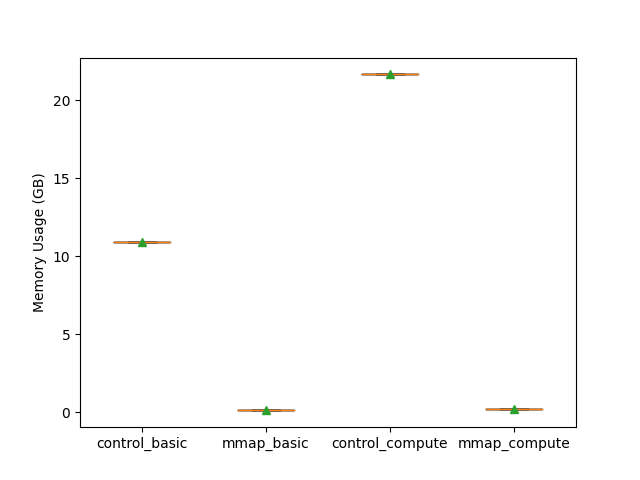 Memory Usage (GB)
20
15
10
5
0
control_basic
mmap_basic
control_compute
mmap_compute